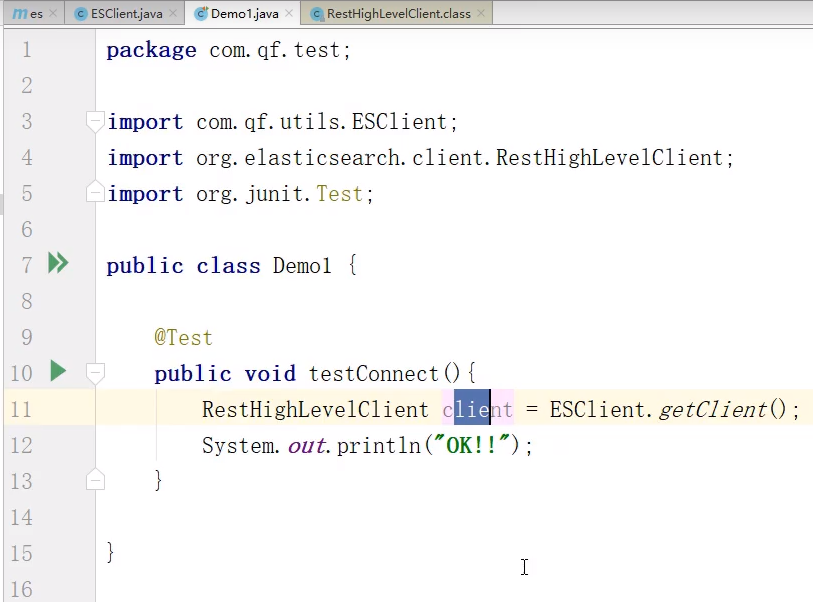 m es × ESClient.java × Demo1.java × RestHighLevelClient.class ×
1 package com.qf.test;
2
3 import com.qf.utils.ESClient;
4 import org.elasticsearch.client.RestHighLevelClient;
5 import org.junit.Test;
6
7 public class Demo1 {
8
9 @Test
10 public void testConnect(){
11 RestHighLevelClient client = ESClient.getClient();
12 System.out.println("OK!!");
13 }
14
15 }
16